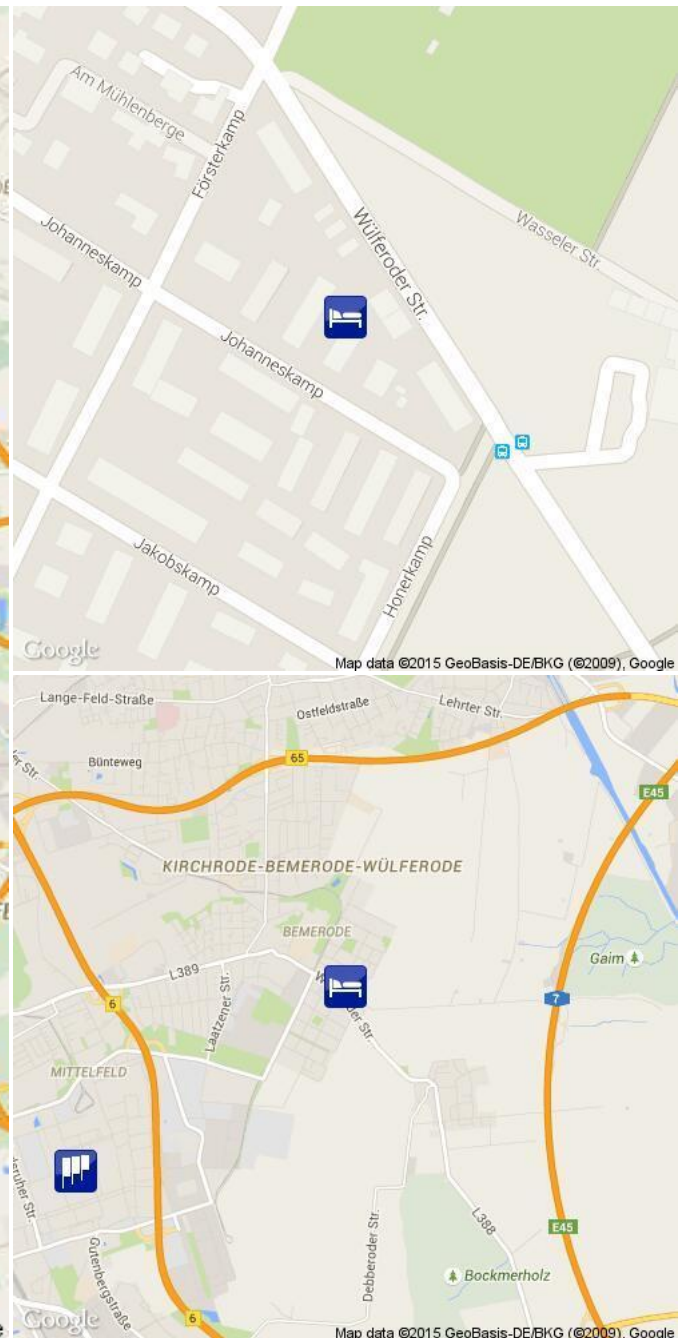 Am Mühlenberge
Försterkamp
Wülferoder Str.
Wasseler Str.
Johanneskamp
Johanneskamp
Jakobskamp
Honerkamp
Google
Map data ©2015 GeoBasis-DE/BKG (©2009), Google
Lange-Feld-Straße
Ostfeldstraße
Lehrter Str.
Bünteweg
65
E45
KIRCHRODE-BEMERODE-WÜLFERODE
BEMERODE
Gaim
L389
6
Laatzener Str.
7
MITTELFELD
Debberoder Str.
L388
E45
Gutenbergstraße
Bockmerholz
6
Google
Map data ©2015 GeoBasis-DE/BKG (©2009), Google